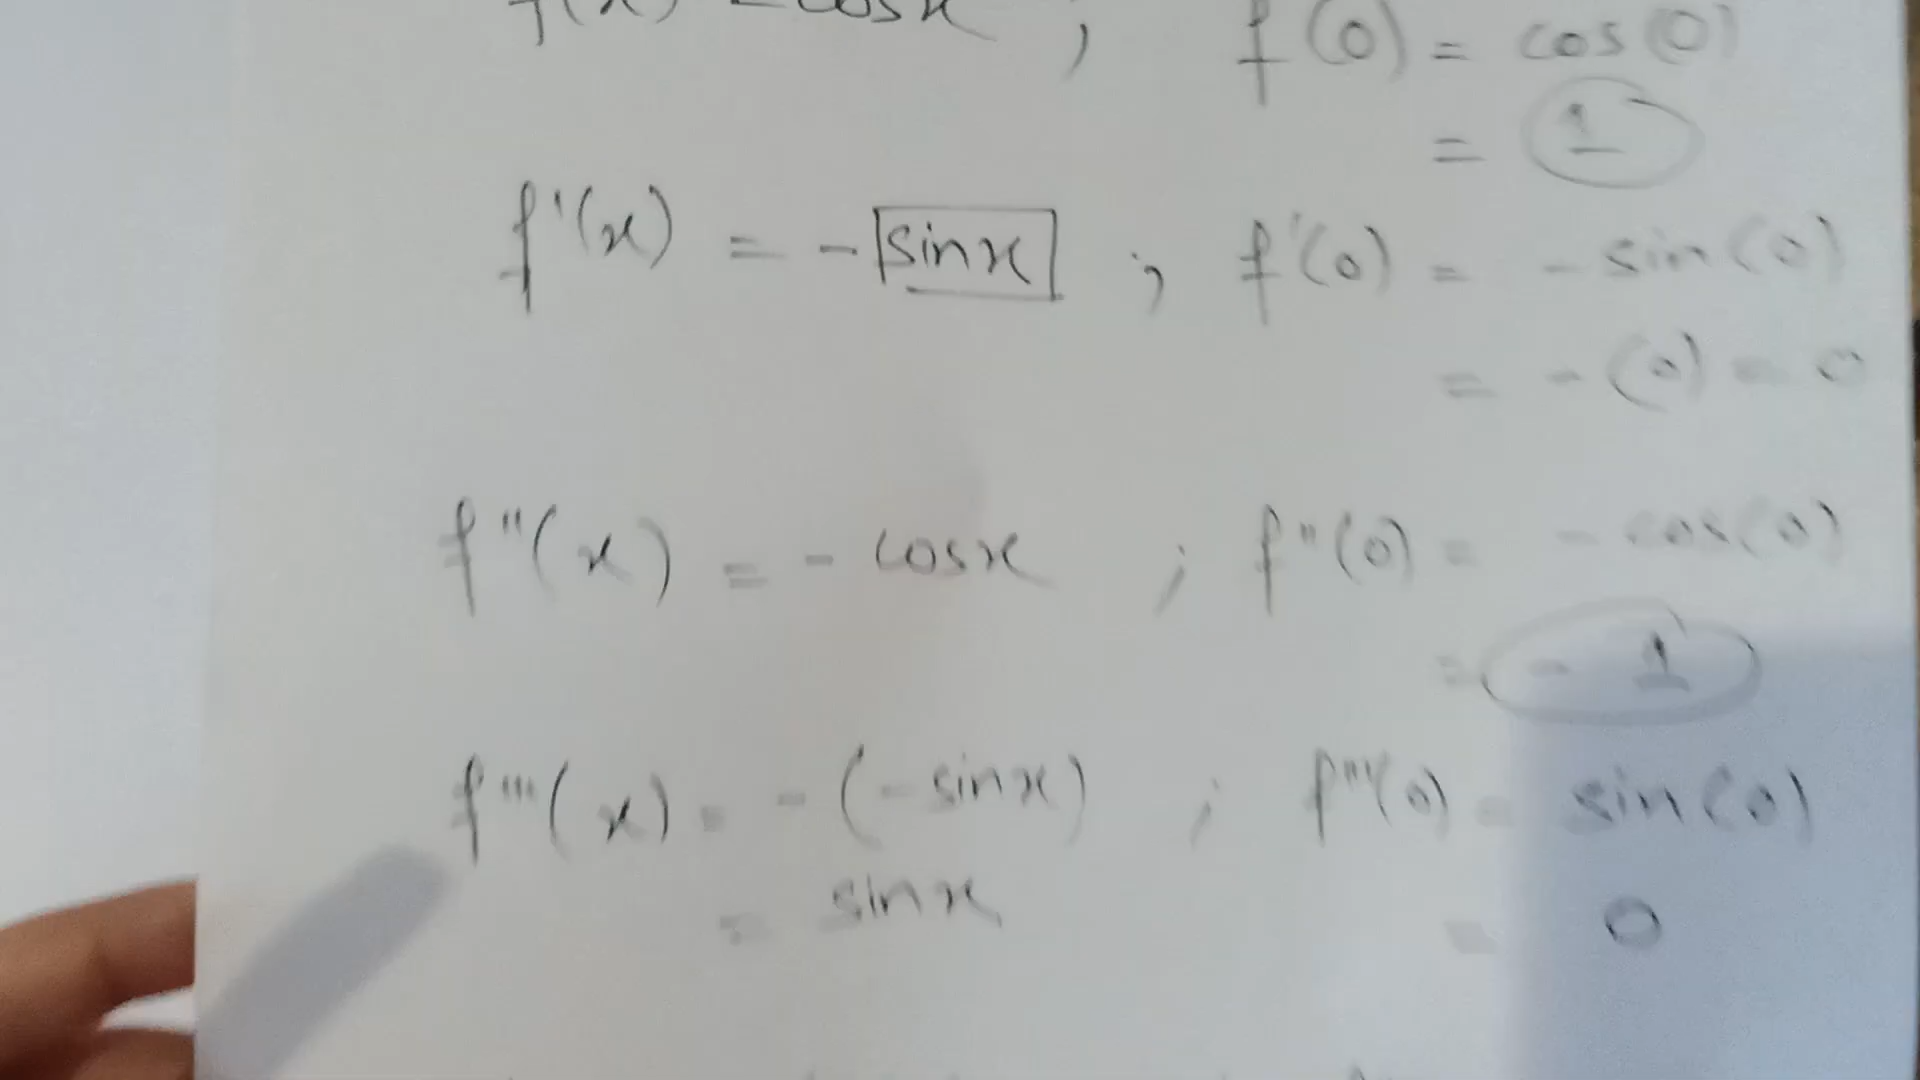 f(x) = cosx ; f(0) = cos(0)
= 1
f'(x) = - sinx ; f'(0) = - sin(0)
= - (0) = 0
f''(x) = - cosx ; f''(0) = - cos(0)
= - 1
f'''(x) = - (- sinx) ; f'''(0) = sin(0)
= sinx = 0